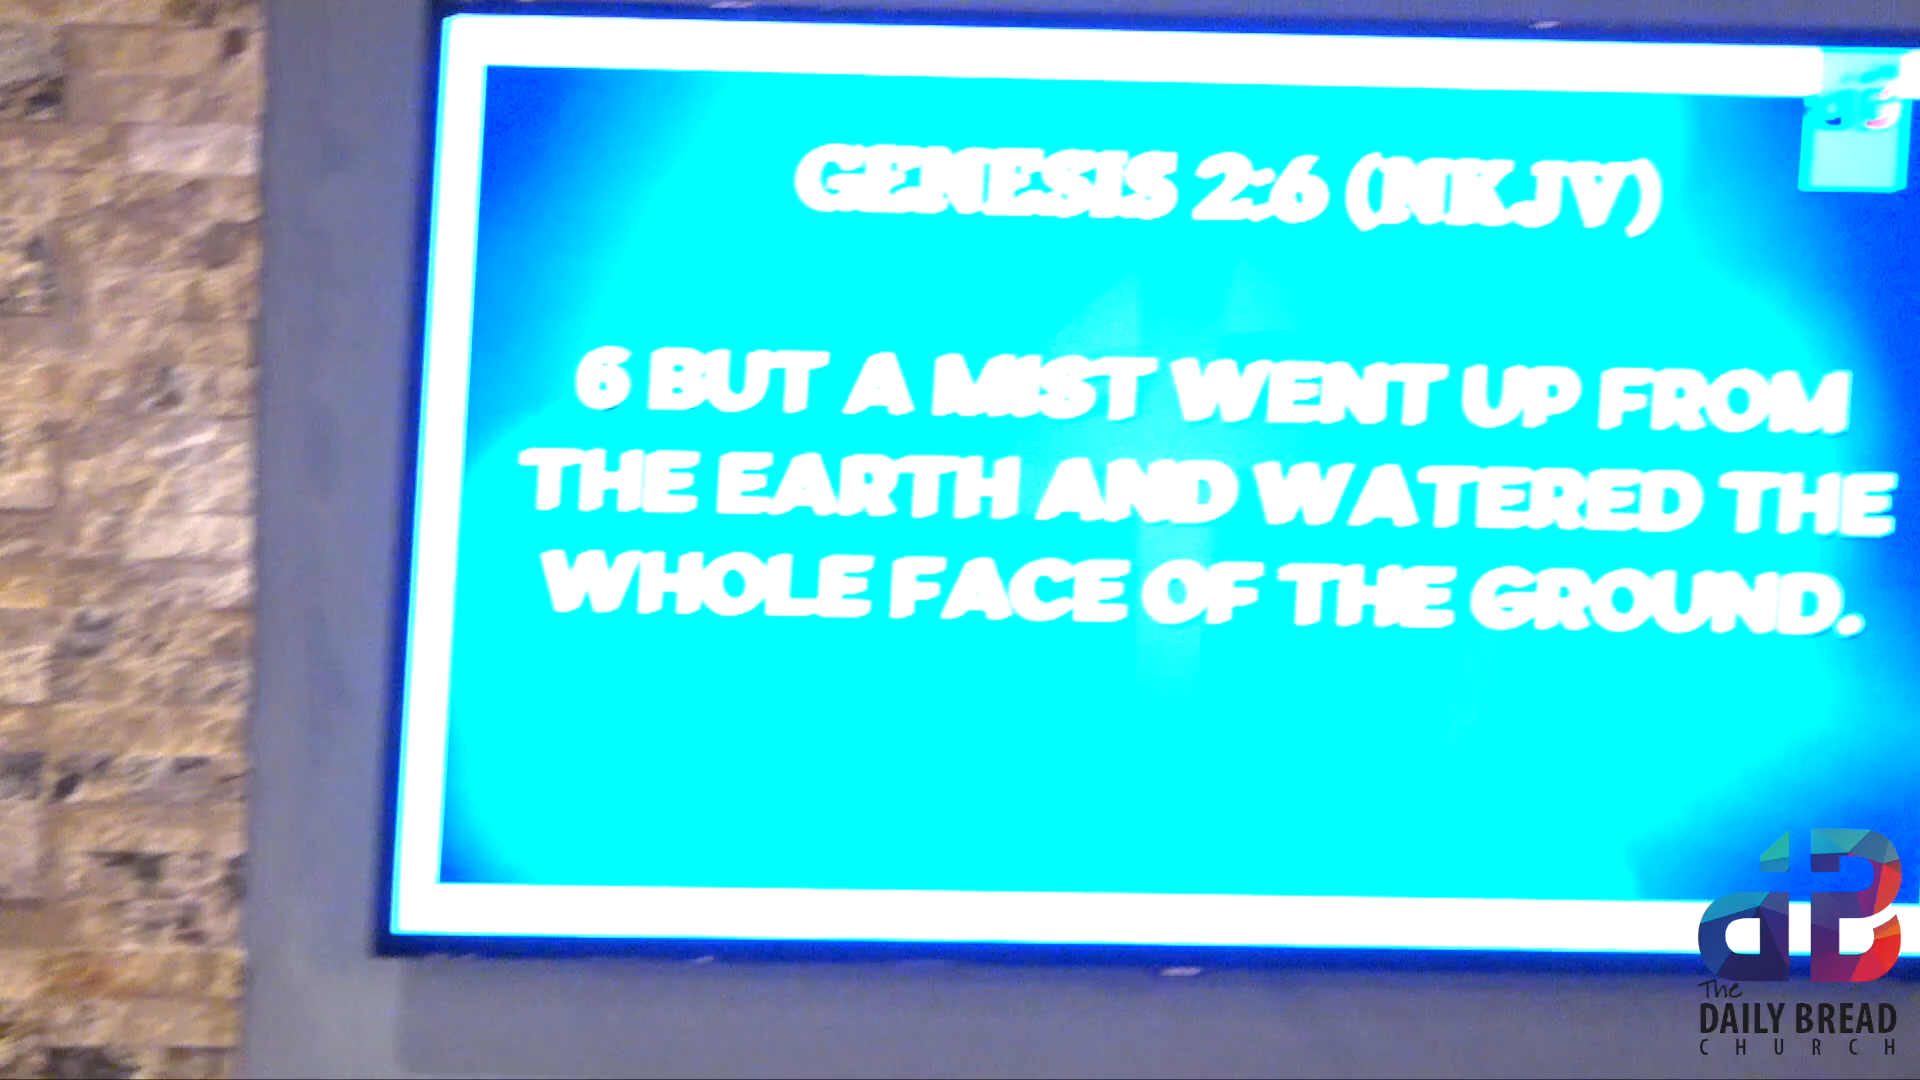 GENESIS 2:6 (NKJV)
6 BUT A MIST WENT UP FROM
THE EARTH AND WATERED THE
WHOLE FACE OF THE GROUND.
The
DAILY BREAD
CHURCH